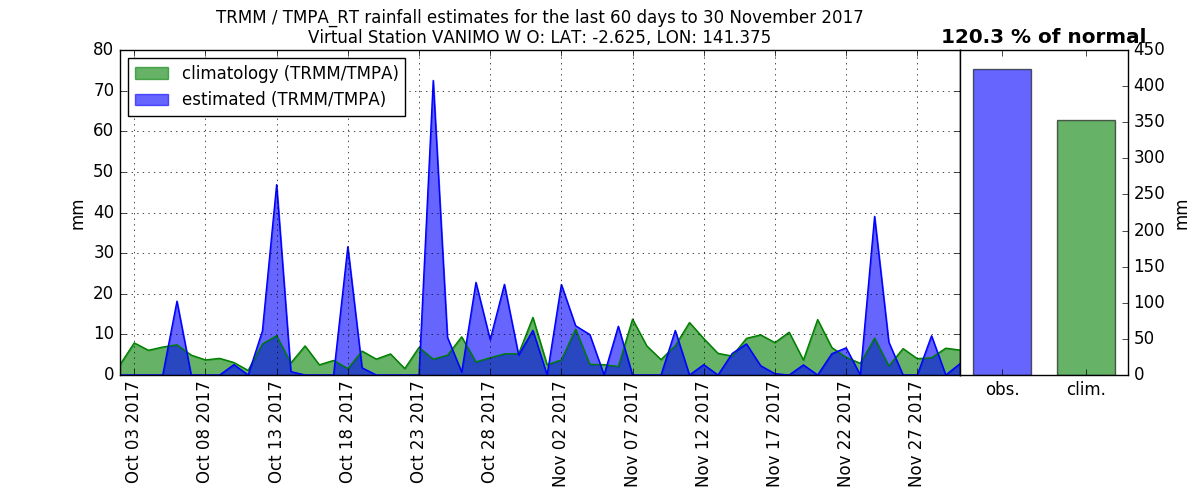 TRMM / TMPA_RT rainfall estimates for the last 60 days to 30 November 2017
Virtual Station VANIMO W O: LAT: -2.625, LON: 141.375
120.3 % of normal
climatology (TRMM/TMPA)
estimated (TRMM/TMPA)
mm
80
70
60
50
40
30
20
10
0
Oct 03 2017
Oct 08 2017
Oct 13 2017
Oct 18 2017
Oct 23 2017
Oct 28 2017
Nov 02 2017
Nov 07 2017
Nov 12 2017
Nov 17 2017
Nov 22 2017
Nov 27 2017
450
400
350
300
250
200
150
100
50
0
mm
obs.
clim.